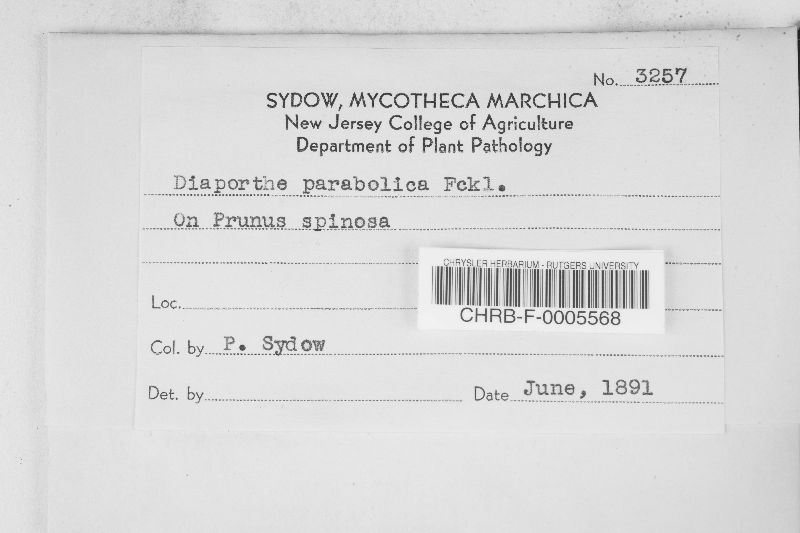 No. 3257
SYDOW, MYCOTHECA MARCHICA
New Jersey College of Agriculture
Department of Plant Pathology
Diaporthe parabolica Fckl.
On Prunus spinosa
CHRYSLER HERBARIUM - RUTGERS UNIVERSITY
CHRB-F-0005568
Loc.
Col. by P. Sydow
Det. by
Date June, 1891